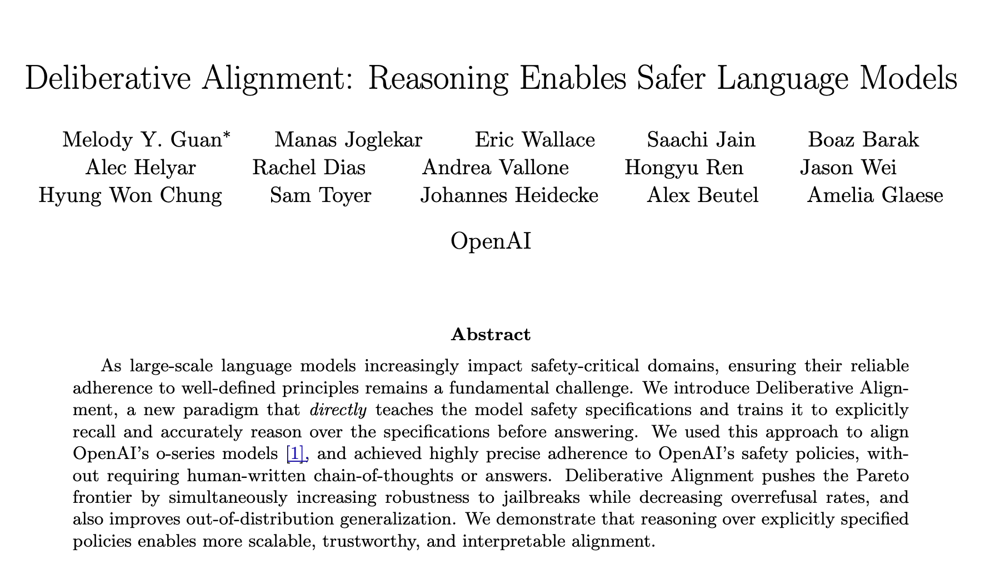 Deliberative Alignment: Reasoning Enables Safer Language Models
Melody Y. Guan* Manas Joglekar Eric Wallace Saachi Jain Boaz Barak
Alec Helyar Rachel Dias Andrea Vallone Hongyu Ren Jason Wei
Hyung Won Chung Sam Toyer Johannes Heidecke Alex Beutel Amelia Glaese
OpenAI
Abstract
As large-scale language models increasingly impact safety-critical domains, ensuring their reliable
adherence to well-defined principles remains a fundamental challenge. We introduce Deliberative Align-
ment, a new paradigm that directly teaches the model safety specifications and trains it to explicitly
recall and accurately reason over the specifications before answering. We used this approach to align
OpenAI's o-series models [1], and achieved highly precise adherence to OpenAI's safety policies, with-
out requiring human-written chain-of-thoughts or answers. Deliberative Alignment pushes the Pareto
frontier by simultaneously increasing robustness to jailbreaks while decreasing overrefusal rates, and
also improves out-of-distribution generalization. We demonstrate that reasoning over explicitly specified
policies enables more scalable, trustworthy, and interpretable alignment.